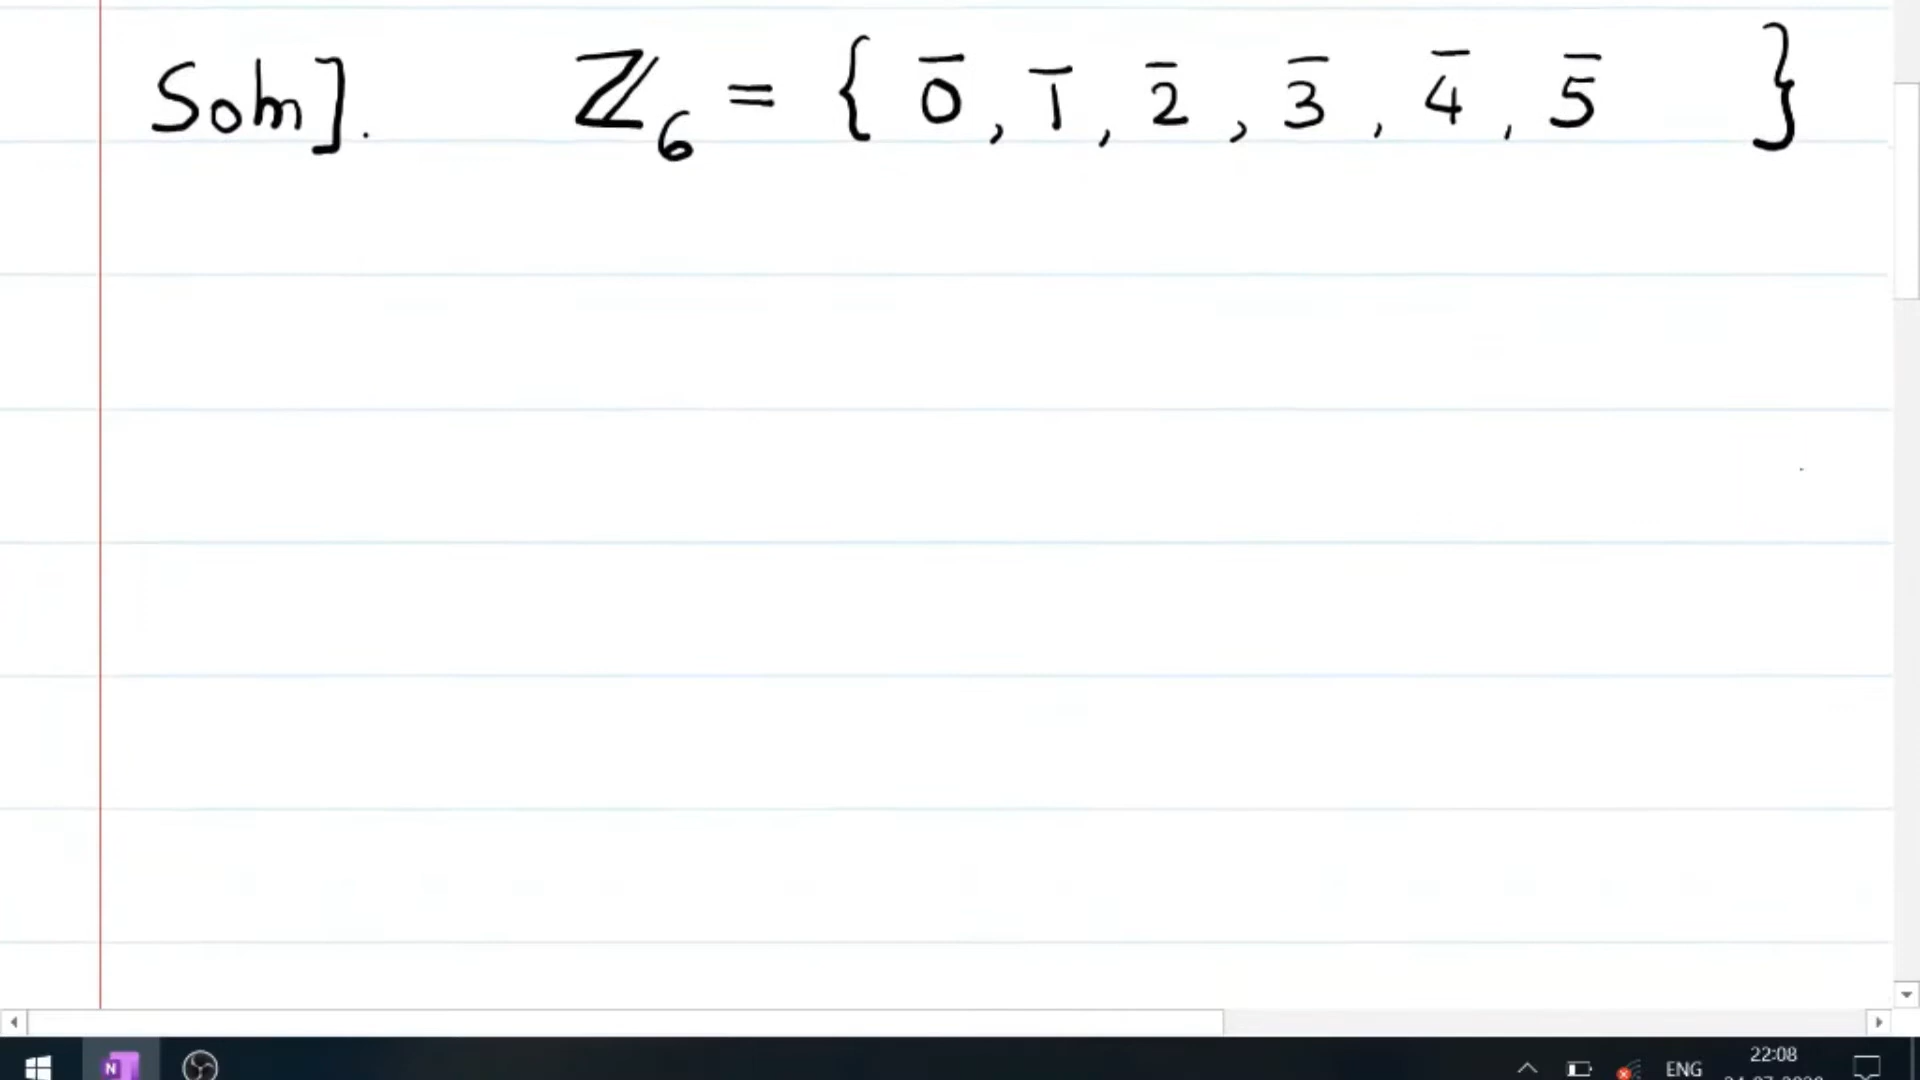 Soln]. ℤ₆ = { 0̅, 1̅, 2̅, 3̅, 4̅, 5̅ }
ENG
22:08